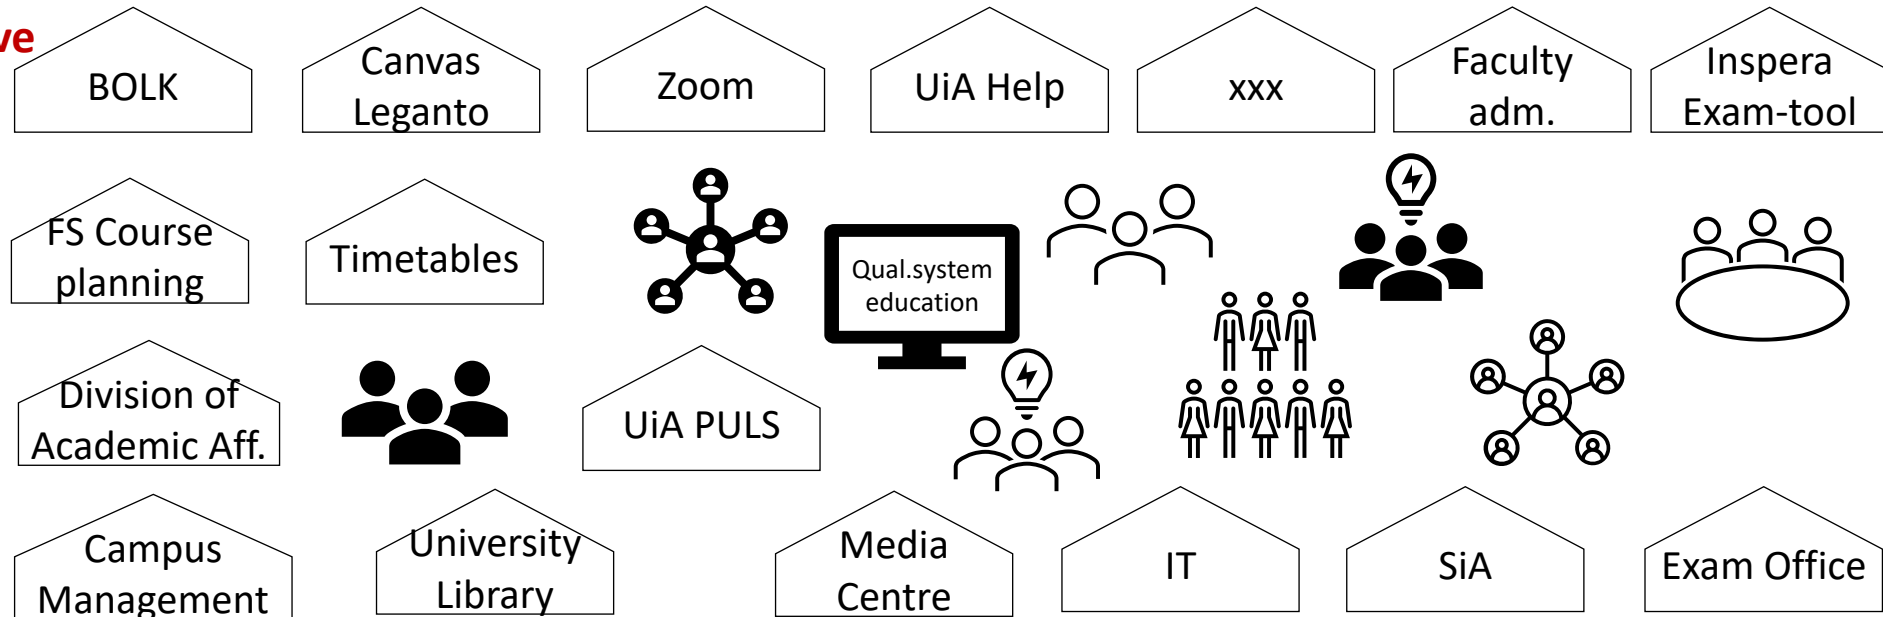 ve
BOLK
Canvas
Leganto
Zoom
UiA Help
xxx
Faculty
adm.
Inspera
Exam-tool
FS Course
planning
Timetables
Qual.system
education
Division of
Academic Aff.
UiA PULS
Campus
Management
University
Library
Media
Centre
IT
SiA
Exam Office